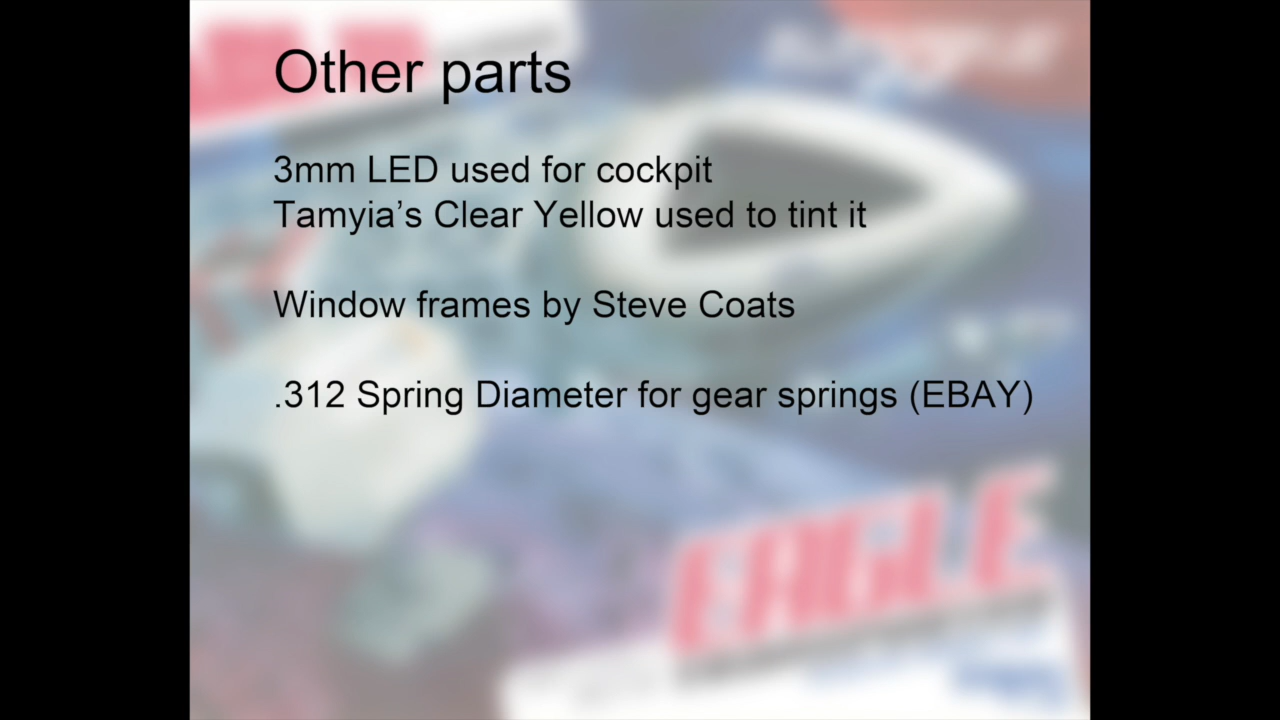 Other parts
3mm LED used for cockpit
Tamyia’s Clear Yellow used to tint it
Window frames by Steve Coats
.312 Spring Diameter for gear springs (EBAY)
EAGLE